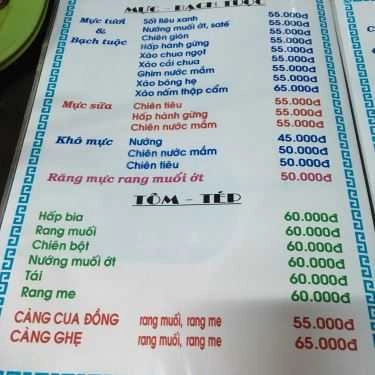 MỰC - BẠCH TUỘC
Mực tươi & Bạch tuộc
Sốt tiêu xanh 55.000đ
Nướng muối ớt, saté 55.000đ
Chiên giòn 55.000đ
Hấp hành gừng 55.000đ
Xào chua ngọt 55.000đ
Xào cải chua 55.000đ
Ghim nước mắm 55.000đ
Xào bông hẹ 55.000đ
Xào nấm thập cẩm 65.000đ
Mực sữa Chiên tiêu 55.000đ
Hấp hành gừng 55.000đ
Chiên nước mắm 55.000đ
Khô mực Nướng 45.000đ
Chiên nước mắm 50.000đ
Chiên tiêu 50.000đ
Răng mực rang muối ớt 50.000đ
TÔM - TÉP
Hấp bia 60.000đ
Rang muối 60.000đ
Chiên bột 60.000đ
Nướng muối ớt 60.000đ
Tái 60.000đ
Rang me 60.000đ
CÀNG CUA ĐỒNG rang muối, rang me 55.000đ
CÀNG GHẸ rang muối, rang me 65.000đ